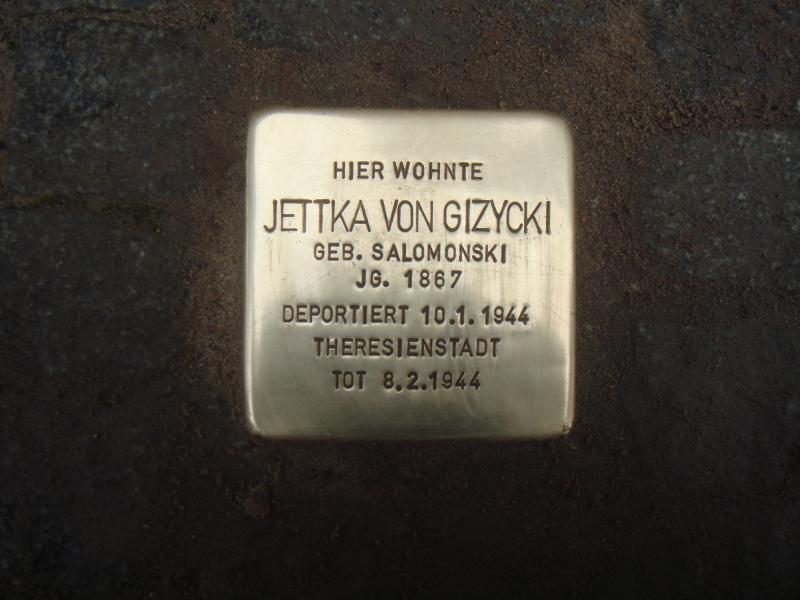 HIER WOHNTE
JETTKA VON GIZYCKI
GEB. SALOMONSKI
JG. 1867
DEPORTIERT 10.1.1944
THERESIENSTADT
TOT 8.2.1944